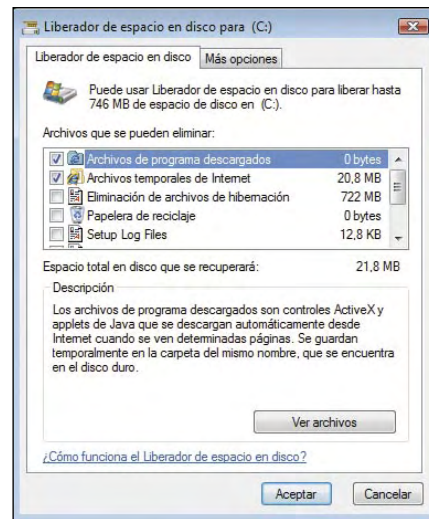 Liberador de espacio en disco para (C:)
Liberador de espacio en disco Más opciones
Puede usar Liberador de espacio en disco para liberar hasta
746 MB de espacio de disco en (C:).
Archivos que se pueden eliminar:
Archivos de programa descargados 0 bytes
Archivos temporales de Internet 20,8 MB
Eliminación de archivos de hibernación 722 MB
Papelera de reciclaje 0 bytes
Setup Log Files 12,8 KB
Espacio total en disco que se recuperará: 21,8 MB
Descripción
Los archivos de programa descargados son controles ActiveX y
applets de Java que se descargan automáticamente desde
Internet cuando se ven determinadas páginas. Se guardan
temporalmente en la carpeta del mismo nombre, que se encuentra
en el disco duro.
Ver archivos
¿Cómo funciona el Liberador de espacio en disco?
Aceptar Cancelar